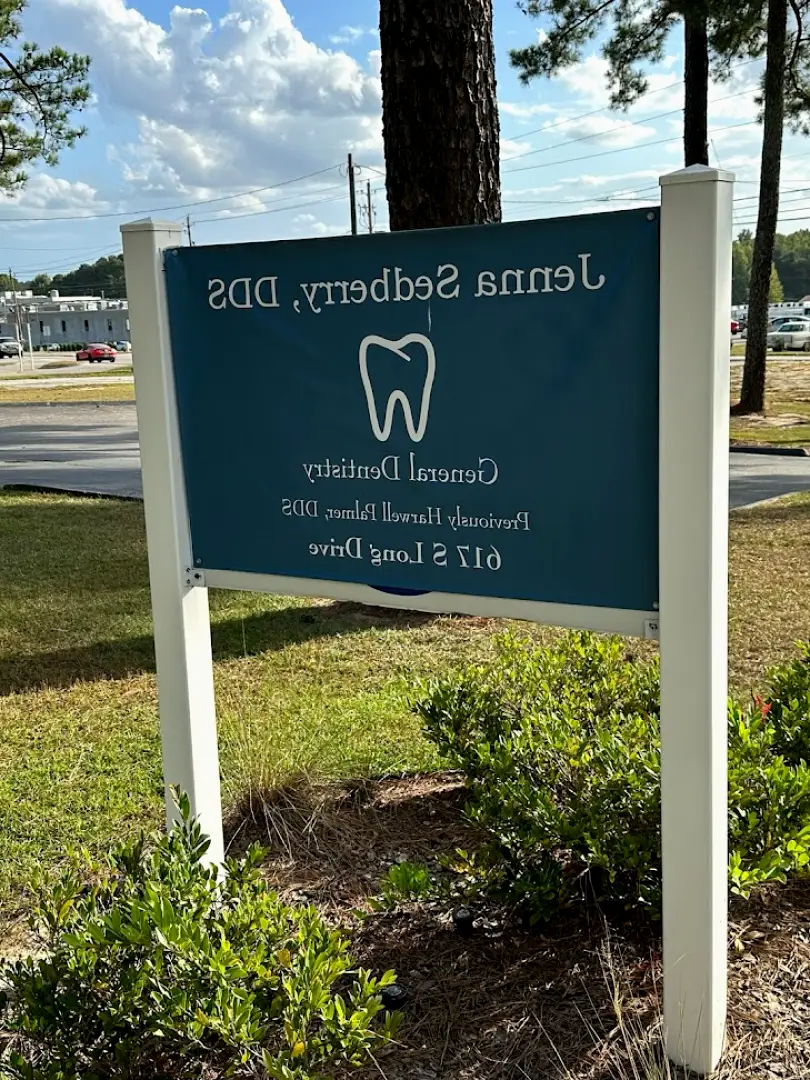 Jenna Sedberry, DDS
General Dentistry
Previously Harwell Palmer, DDS
617 S Long Drive